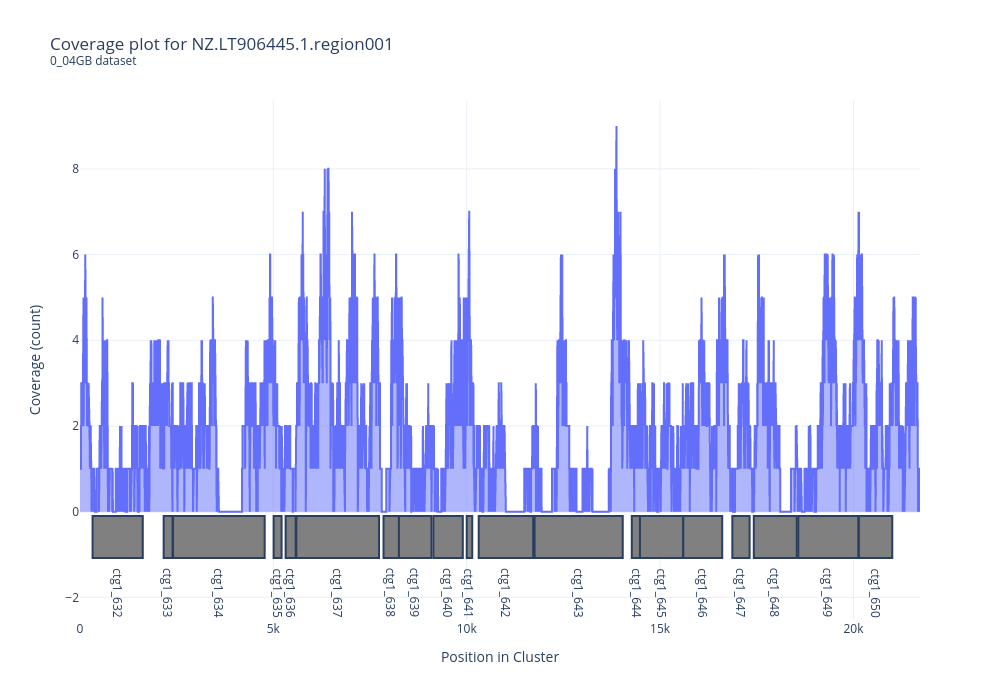 Coverage plot for NZ.LT906445.1.region001
0_04GB dataset
Coverage (count)
8
6
4
2
0
−2
ctg1_632
ctg1_633
ctg1_634
ctg1_635
ctg1_636
ctg1_637
ctg1_638
ctg1_639
ctg1_640
ctg1_641
ctg1_642
ctg1_643
ctg1_644
ctg1_645
ctg1_646
ctg1_647
ctg1_648
ctg1_649
ctg1_650
0
5k
10k
15k
20k
Position in Cluster